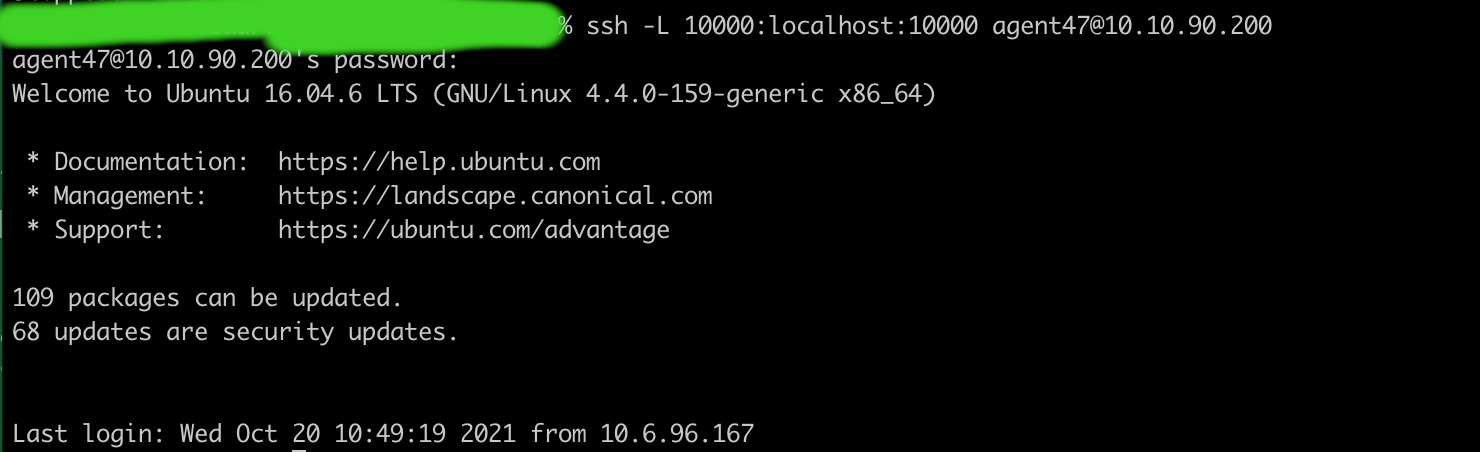 % ssh -L 10000:localhost:10000 agent47@10.10.90.200
agent47@10.10.90.200's password:
Welcome to Ubuntu 16.04.6 LTS (GNU/Linux 4.4.0-159-generic x86_64)
* Documentation:  https://help.ubuntu.com
* Management:     https://landscape.canonical.com
* Support:        https://ubuntu.com/advantage
109 packages can be updated.
68 updates are security updates.
Last login: Wed Oct 20 10:49:19 2021 from 10.6.96.167